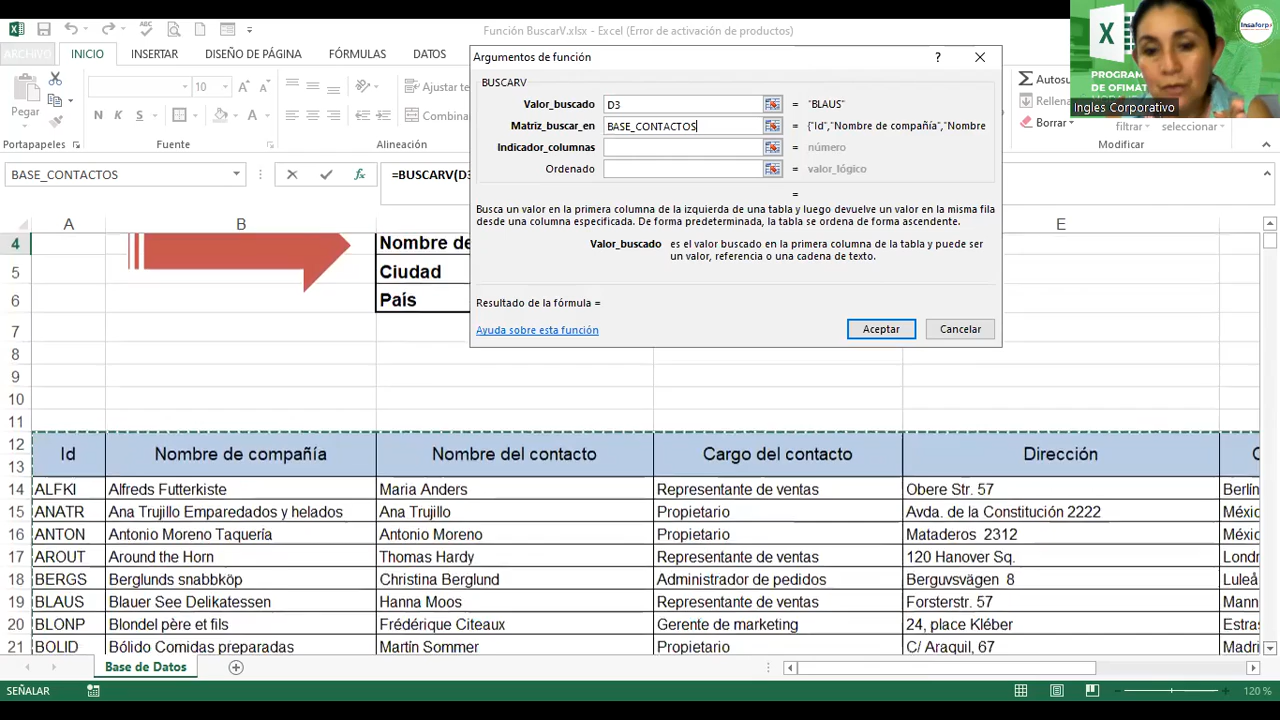 Función BuscarV.xlsx - Excel (Error de activación de productos)
ARCHIVO INICIO INSERTAR DISEÑO DE PÁGINA FÓRMULAS DATOS
Pegar
Portapapeles
10
N K
Ajustar te
Combina
Alineación
Autosu
Rellena
Borrar
filtrar
seleccionar
Modificar
Insaforp
PROGRAM
DE OFIMAT
Ingles Corporativo
Argumentos de función
BUSCARV
Valor_buscado D3 = "BLAUS"
Matriz_buscar_en BASE_CONTACTOS = {"Id","Nombre de compañía","Nombre
Indicador_columnas = número
Ordenado = valor_lógico
=
Busca un valor en la primera columna de la izquierda de una tabla y luego devuelve un valor en la misma fila
desde una columna especificada. De forma predeterminada, la tabla se ordena de forma ascendente.
Valor_buscado es el valor buscado en la primera columna de la tabla y puede ser
un valor, referencia o una cadena de texto.
Resultado de la fórmula =
Ayuda sobre esta función
Aceptar
Cancelar
BASE_CONTACTOS
fx
=BUSCARV(D3
A B E
4 Nombre de
5 Ciudad
6 País
7
8
9
10
11
12
13
Id Nombre de compañía Nombre del contacto Cargo del contacto Dirección C
14 ALFKI Alfreds Futterkiste Maria Anders Representante de ventas Obere Str. 57 Berlín
15 ANATR Ana Trujillo Emparedados y helados Ana Trujillo Propietario Avda. de la Constitución 2222 Méxic
16 ANTON Antonio Moreno Taquería Antonio Moreno Propietario Mataderos 2312 Méxic
17 AROUT Around the Horn Thomas Hardy Representante de ventas 120 Hanover Sq. Londr
18 BERGS Berglunds snabbköp Christina Berglund Administrador de pedidos Berguvsvägen 8 Luleå
19 BLAUS Blauer See Delikatessen Hanna Moos Representante de ventas Forsterstr. 57 Mann
20 BLONP Blondel père et fils Frédérique Citeaux Gerente de marketing 24, place Kléber Estras
21 BOLID Bólido Comidas preparadas Martín Sommer Propietario C/ Araquil, 67 Madri
Base de Datos
SEÑALAR
120 %